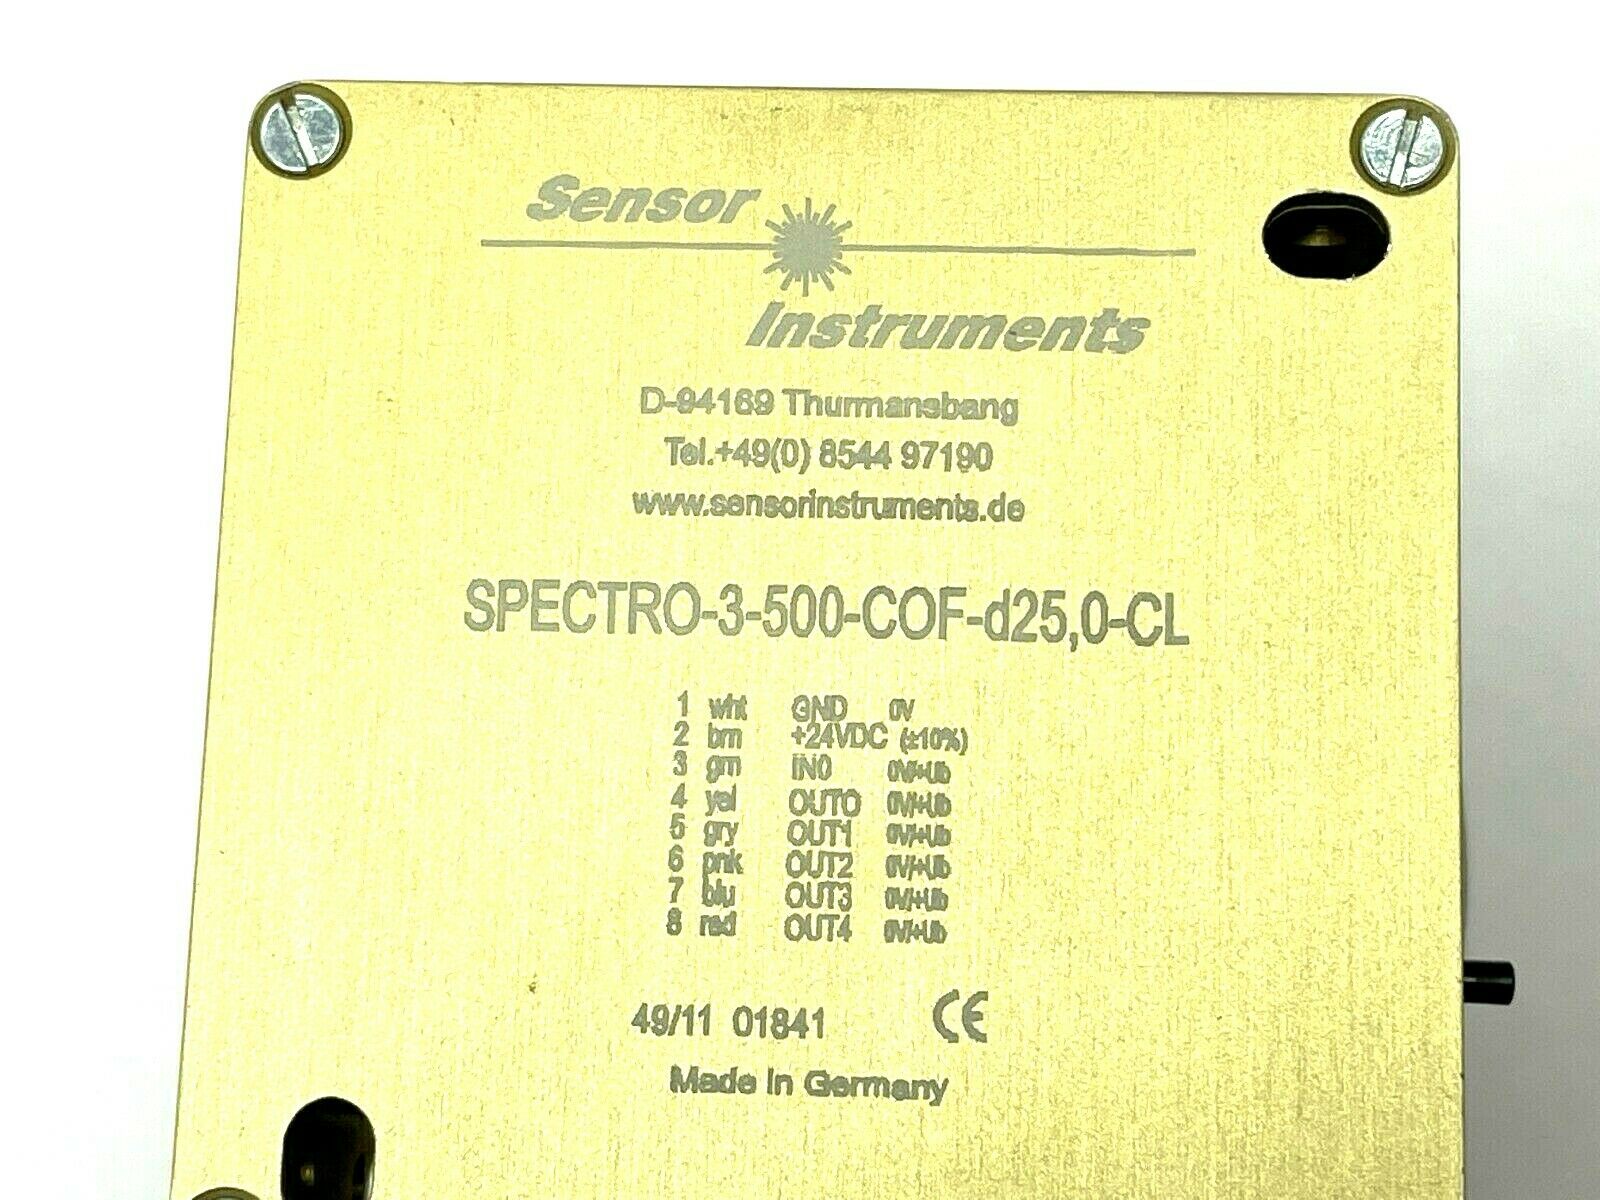 Sensor
Instruments
D-94169 Thurmansbang
Tel.+49(0) 8544 97190
www.sensorinstruments.de
SPECTRO-3-500-COF-d25,0-CL
1 wht GND 0V
2 brn +24VDC (±10%)
3 grn IN0 0V/+Ub
4 yel OUT0 0V/+Ub
5 gry OUT1 0V/+Ub
6 pnk OUT2 0V/+Ub
7 blu OUT3 0V/+Ub
8 red OUT4 0V/+Ub
49/11 01841 CE
Made in Germany